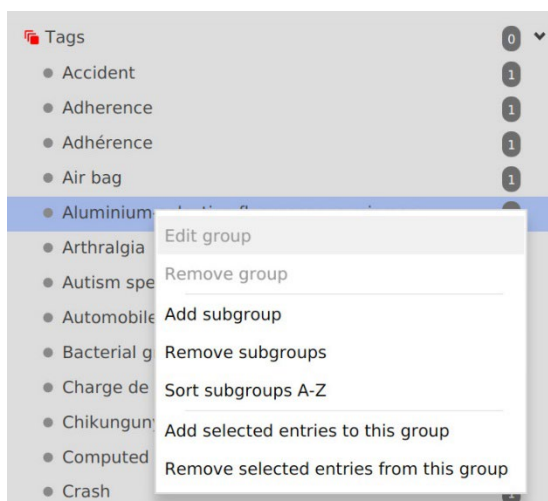 Tags 0
Accident 1
Adherence 1
Adhérence 1
Air bag 1
Aluminium
Arthralgia
Autism spe
Automobile
Bacterial g
Charge de
Chikungun
Computed
Crash
Edit group
Remove group
Add subgroup
Remove subgroups
Sort subgroups A-Z
Add selected entries to this group
Remove selected entries from this group